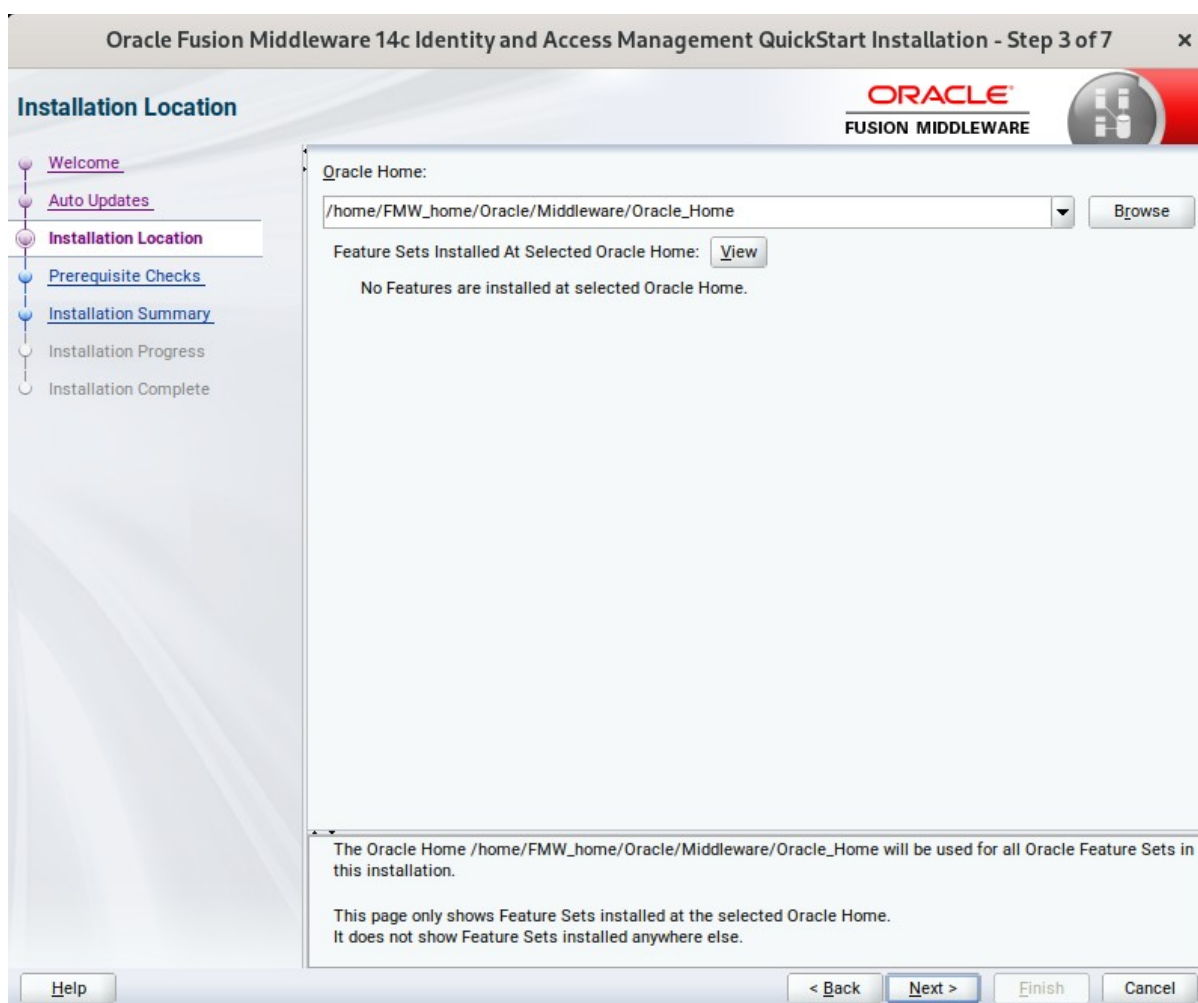 Oracle Fusion Middleware 14c Identity and Access Management QuickStart Installation - Step 3 of 7 ×
Installation Location
ORACLE®
FUSION MIDDLEWARE
Welcome
Auto Updates
Installation Location
Prerequisite Checks
Installation Summary
Installation Progress
Installation Complete
Oracle Home:
/home/FMW_home/Oracle/Middleware/Oracle_Home
Browse
Feature Sets Installed At Selected Oracle Home: View
No Features are installed at selected Oracle Home.
The Oracle Home /home/FMW_home/Oracle/Middleware/Oracle_Home will be used for all Oracle Feature Sets in
this installation.
This page only shows Feature Sets installed at the selected Oracle Home.
It does not show Feature Sets installed anywhere else.
Help
< Back
Next >
Finish
Cancel